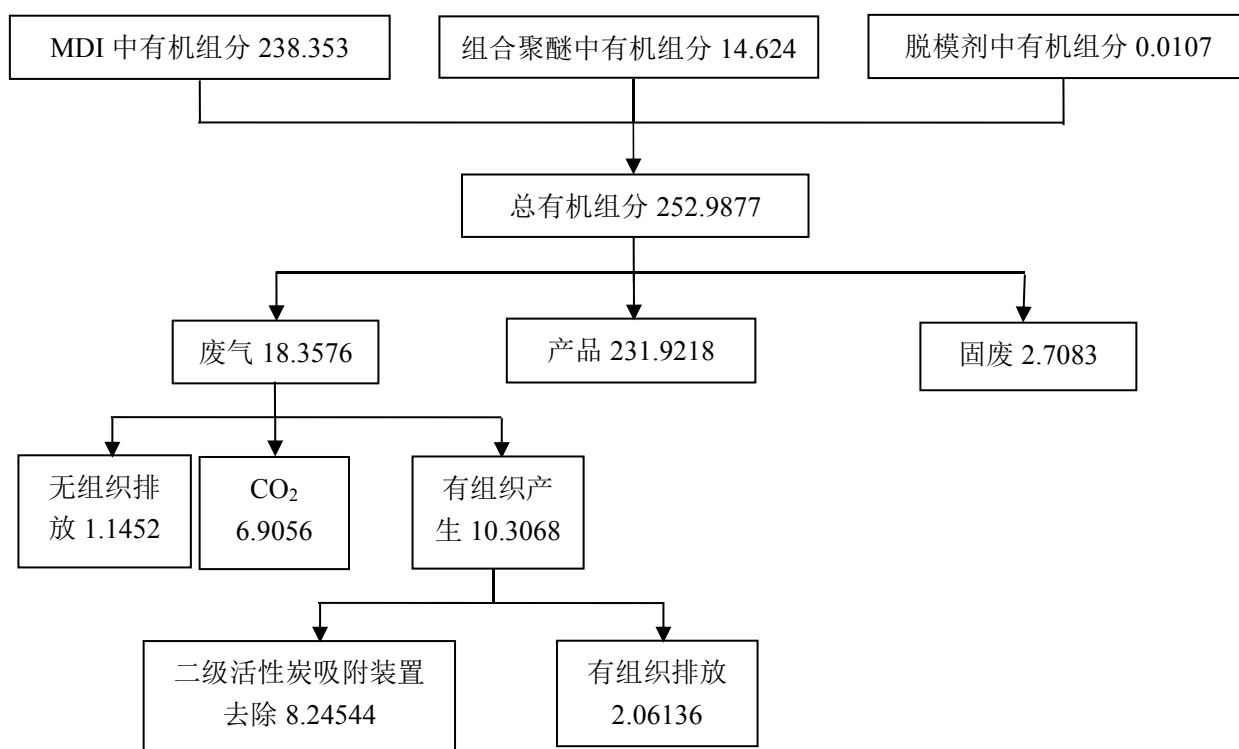 MDI 中有机组分 238.353
组合聚醚中有机组分 14.624
脱模剂中有机组分 0.0107
总有机组分 252.9877
废气 18.3576
产品 231.9218
固废 2.7083
无组织排
放 1.1452
CO₂
6.9056
有组织产
生 10.3068
二级活性炭吸附装置
去除 8.24544
有组织排放
2.06136